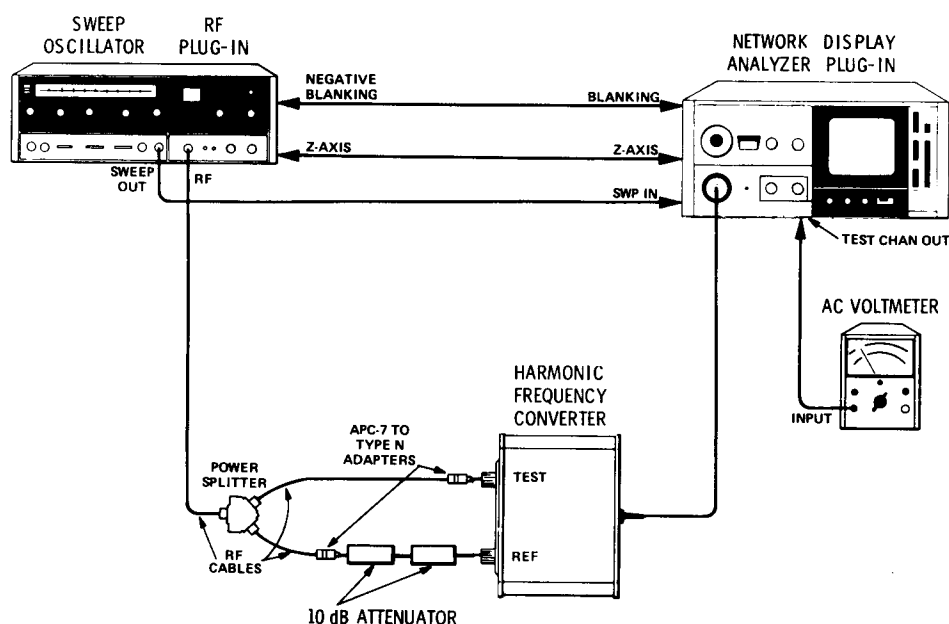 SWEEP
OSCILLATOR
RF
PLUG-IN
NETWORK
ANALYZER
DISPLAY
PLUG-IN
NEGATIVE
BLANKING
BLANKING
Z-AXIS
Z-AXIS
SWEEP
OUT
RF
SWP IN
TEST CHAN OUT
AC VOLTMETER
INPUT
HARMONIC
FREQUENCY
CONVERTER
APC-7 TO
TYPE N
ADAPTERS
POWER
SPLITTER
TEST
REF
RF
CABLES
10 dB ATTENUATOR